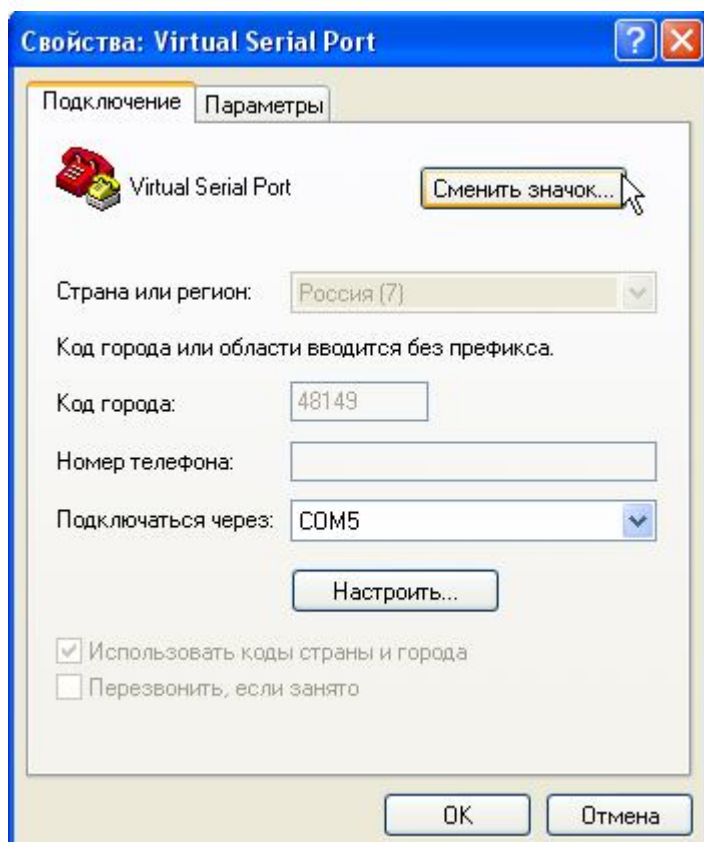 Свойства: Virtual Serial Port
Подключение Параметры
Virtual Serial Port Сменить значок...
Страна или регион: Россия (7)
Код города или области вводится без префикса.
Код города: 48149
Номер телефона:
Подключаться через: COM5
Настроить...
Использовать коды страны и города
Перезвонить, если занято
OK Отмена